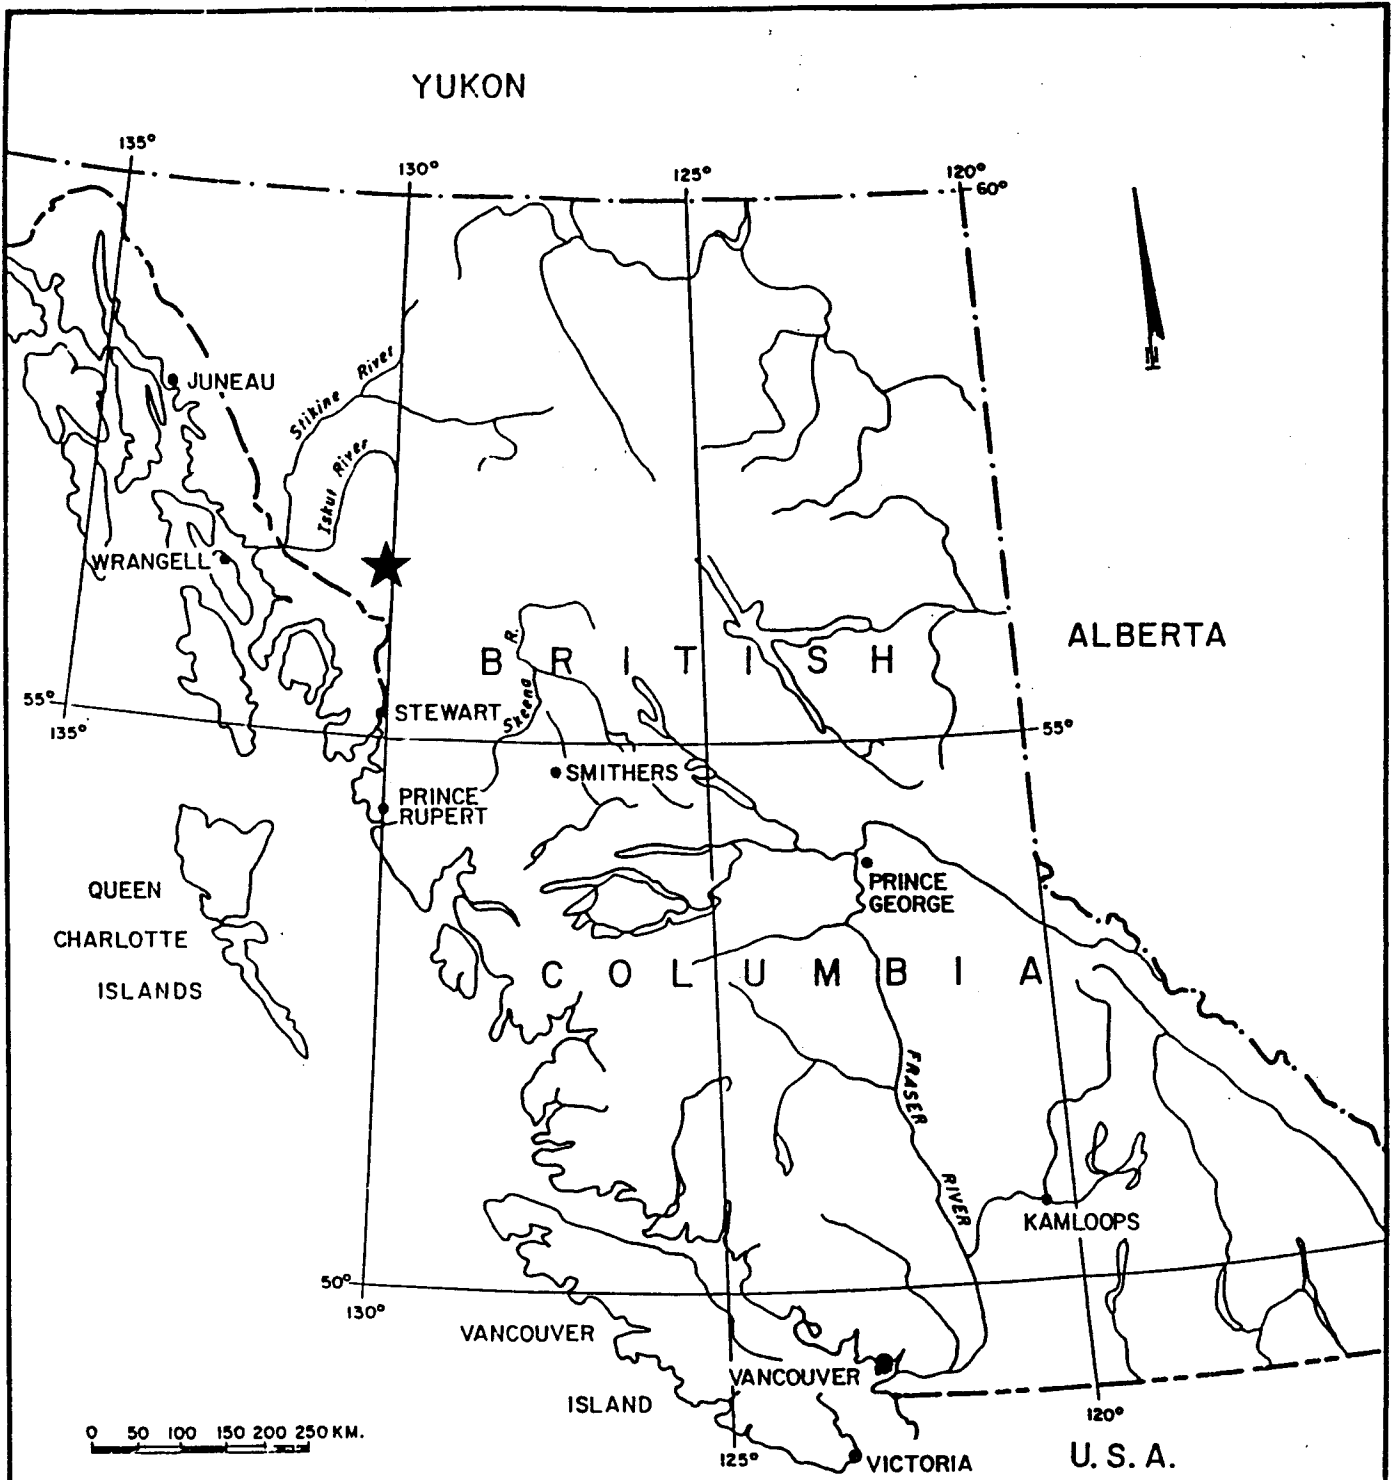 YUKON
135°
130°
125°
120°
60°
N
Stikine River
JUNEAU
Iskut River
WRANGELL
ALBERTA
BRITISH
Skeena R.
55°
135°
STEWART
55°
SMITHERS
PRINCE
RUPERT
PRINCE
GEORGE
QUEEN
CHARLOTTE
ISLANDS
COLUMBIA
FRASER
RIVER
KAMLOOPS
50°
130°
VANCOUVER
ISLAND
VANCOUVER
120°
0 50 100 150 200 250 KM.
125°
VICTORIA
U.S.A.